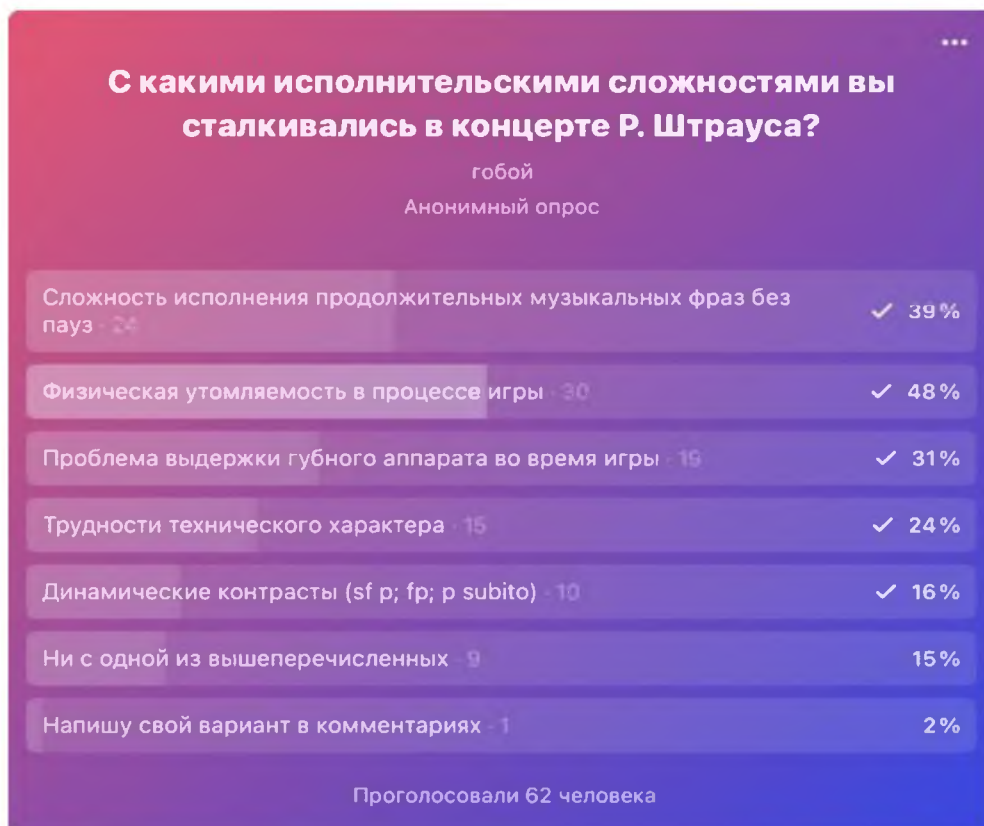 С какими исполнительскими сложностями вы
сталкивались в концерте Р. Штрауса?
гобой
Анонимный опрос
Сложность исполнения продолжительных музыкальных фраз без
пауз · 24 39%
Физическая утомляемость в процессе игры · 30 48%
Проблема выдержки губного аппарата во время игры · 19 31%
Трудности технического характера · 15 24%
Динамические контрасты (sf p; fp; p subito) · 10 16%
Ни с одной из вышеперечисленных · 9 15%
Напишу свой вариант в комментариях · 1 2%
Проголосовали 62 человека